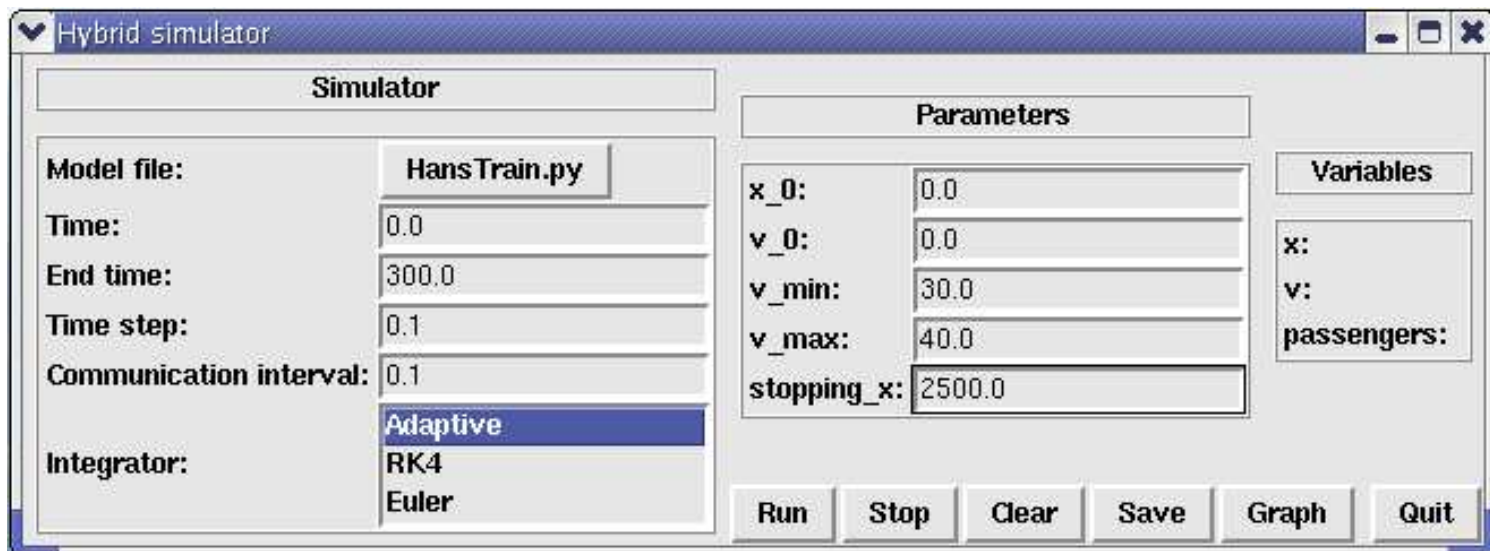 Hybrid simulator
Simulator
Model file: HansTrain.py
Time: 0.0
End time: 300.0
Time step: 0.1
Communication interval: 0.1
Integrator:
Adaptive
RK4
Euler
Parameters
x_0: 0.0
v_0: 0.0
v_min: 30.0
v_max: 40.0
stopping_x: 2500.0
Variables
x:
v:
passengers:
Run Stop Clear Save Graph Quit